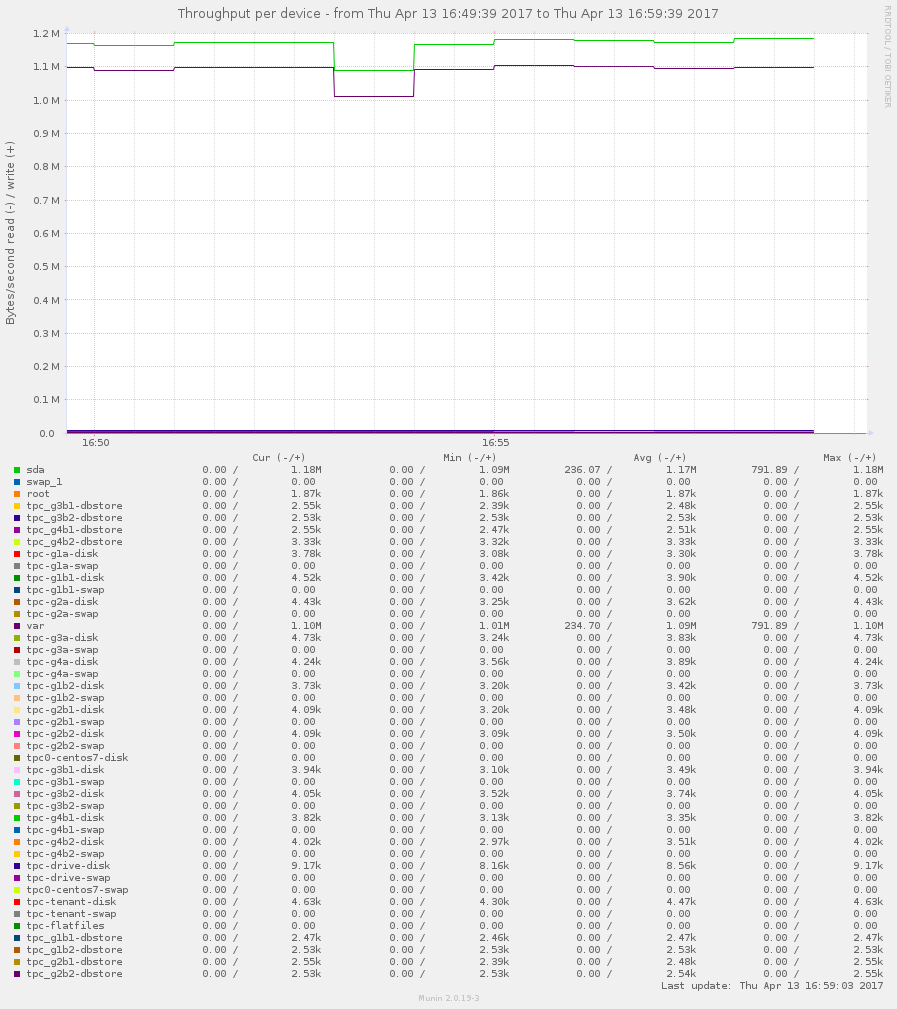 Throughput per device - from Thu Apr 13 16:49:39 2017 to Thu Apr 13 16:59:39 2017
RRDTOOL / TOBI OETIKER
Bytes/second read (-) / write (+)
1.2 M
1.1 M
1.0 M
0.9 M
0.8 M
0.7 M
0.6 M
0.5 M
0.4 M
0.3 M
0.2 M
0.1 M
0.0
16:50 16:55
Cur (-/+) Min (-/+) Avg (-/+) Max (-/+)
sda 0.00 / 1.18M 0.00 / 1.09M 236.07 / 1.17M 791.89 / 1.18M
swap_1 0.00 / 0.00 0.00 / 0.00 0.00 / 0.00 0.00 / 0.00
root 0.00 / 1.87k 0.00 / 1.86k 0.00 / 1.87k 0.00 / 1.87k
tpc_g3b1-dbstore 0.00 / 2.55k 0.00 / 2.39k 0.00 / 2.48k 0.00 / 2.55k
tpc_g3b2-dbstore 0.00 / 2.53k 0.00 / 2.53k 0.00 / 2.53k 0.00 / 2.53k
tpc_g4b1-dbstore 0.00 / 2.55k 0.00 / 2.47k 0.00 / 2.51k 0.00 / 2.55k
tpc_g4b2-dbstore 0.00 / 3.33k 0.00 / 3.32k 0.00 / 3.33k 0.00 / 3.33k
tpc-g1a-disk 0.00 / 3.78k 0.00 / 3.08k 0.00 / 3.30k 0.00 / 3.78k
tpc-g1a-swap 0.00 / 0.00 0.00 / 0.00 0.00 / 0.00 0.00 / 0.00
tpc-g1b1-disk 0.00 / 4.52k 0.00 / 3.42k 0.00 / 3.90k 0.00 / 4.52k
tpc-g1b1-swap 0.00 / 0.00 0.00 / 0.00 0.00 / 0.00 0.00 / 0.00
tpc-g2a-disk 0.00 / 4.43k 0.00 / 3.25k 0.00 / 3.62k 0.00 / 4.43k
tpc-g2a-swap 0.00 / 0.00 0.00 / 0.00 0.00 / 0.00 0.00 / 0.00
var 0.00 / 1.10M 0.00 / 1.01M 234.70 / 1.09M 791.89 / 1.10M
tpc-g3a-disk 0.00 / 4.73k 0.00 / 3.24k 0.00 / 3.83k 0.00 / 4.73k
tpc-g3a-swap 0.00 / 0.00 0.00 / 0.00 0.00 / 0.00 0.00 / 0.00
tpc-g4a-disk 0.00 / 4.24k 0.00 / 3.56k 0.00 / 3.89k 0.00 / 4.24k
tpc-g4a-swap 0.00 / 0.00 0.00 / 0.00 0.00 / 0.00 0.00 / 0.00
tpc-g1b2-disk 0.00 / 3.73k 0.00 / 3.20k 0.00 / 3.42k 0.00 / 3.73k
tpc-g1b2-swap 0.00 / 0.00 0.00 / 0.00 0.00 / 0.00 0.00 / 0.00
tpc-g2b1-disk 0.00 / 4.09k 0.00 / 3.20k 0.00 / 3.48k 0.00 / 4.09k
tpc-g2b1-swap 0.00 / 0.00 0.00 / 0.00 0.00 / 0.00 0.00 / 0.00
tpc-g2b2-disk 0.00 / 4.09k 0.00 / 3.09k 0.00 / 3.50k 0.00 / 4.09k
tpc-g2b2-swap 0.00 / 0.00 0.00 / 0.00 0.00 / 0.00 0.00 / 0.00
tpc0-centos7-disk 0.00 / 0.00 0.00 / 0.00 0.00 / 0.00 0.00 / 0.00
tpc-g3b1-disk 0.00 / 3.94k 0.00 / 3.10k 0.00 / 3.49k 0.00 / 3.94k
tpc-g3b1-swap 0.00 / 0.00 0.00 / 0.00 0.00 / 0.00 0.00 / 0.00
tpc-g3b2-disk 0.00 / 4.05k 0.00 / 3.52k 0.00 / 3.74k 0.00 / 4.05k
tpc-g3b2-swap 0.00 / 0.00 0.00 / 0.00 0.00 / 0.00 0.00 / 0.00
tpc-g4b1-disk 0.00 / 3.82k 0.00 / 3.13k 0.00 / 3.35k 0.00 / 3.82k
tpc-g4b1-swap 0.00 / 0.00 0.00 / 0.00 0.00 / 0.00 0.00 / 0.00
tpc-g4b2-disk 0.00 / 4.02k 0.00 / 2.97k 0.00 / 3.51k 0.00 / 4.02k
tpc-g4b2-swap 0.00 / 0.00 0.00 / 0.00 0.00 / 0.00 0.00 / 0.00
tpc-drive-disk 0.00 / 9.17k 0.00 / 8.16k 0.00 / 8.56k 0.00 / 9.17k
tpc-drive-swap 0.00 / 0.00 0.00 / 0.00 0.00 / 0.00 0.00 / 0.00
tpc0-centos7-swap 0.00 / 0.00 0.00 / 0.00 0.00 / 0.00 0.00 / 0.00
tpc-tenant-disk 0.00 / 4.63k 0.00 / 4.30k 0.00 / 4.47k 0.00 / 4.63k
tpc-tenant-swap 0.00 / 0.00 0.00 / 0.00 0.00 / 0.00 0.00 / 0.00
tpc-flatfiles 0.00 / 0.00 0.00 / 0.00 0.00 / 0.00 0.00 / 0.00
tpc_g1b1-dbstore 0.00 / 2.47k 0.00 / 2.46k 0.00 / 2.47k 0.00 / 2.47k
tpc_g1b2-dbstore 0.00 / 2.53k 0.00 / 2.53k 0.00 / 2.53k 0.00 / 2.53k
tpc_g2b1-dbstore 0.00 / 2.55k 0.00 / 2.39k 0.00 / 2.48k 0.00 / 2.55k
tpc_g2b2-dbstore 0.00 / 2.53k 0.00 / 2.53k 0.00 / 2.54k 0.00 / 2.55k
Last update: Thu Apr 13 16:59:03 2017
Munin 2.0.19-3